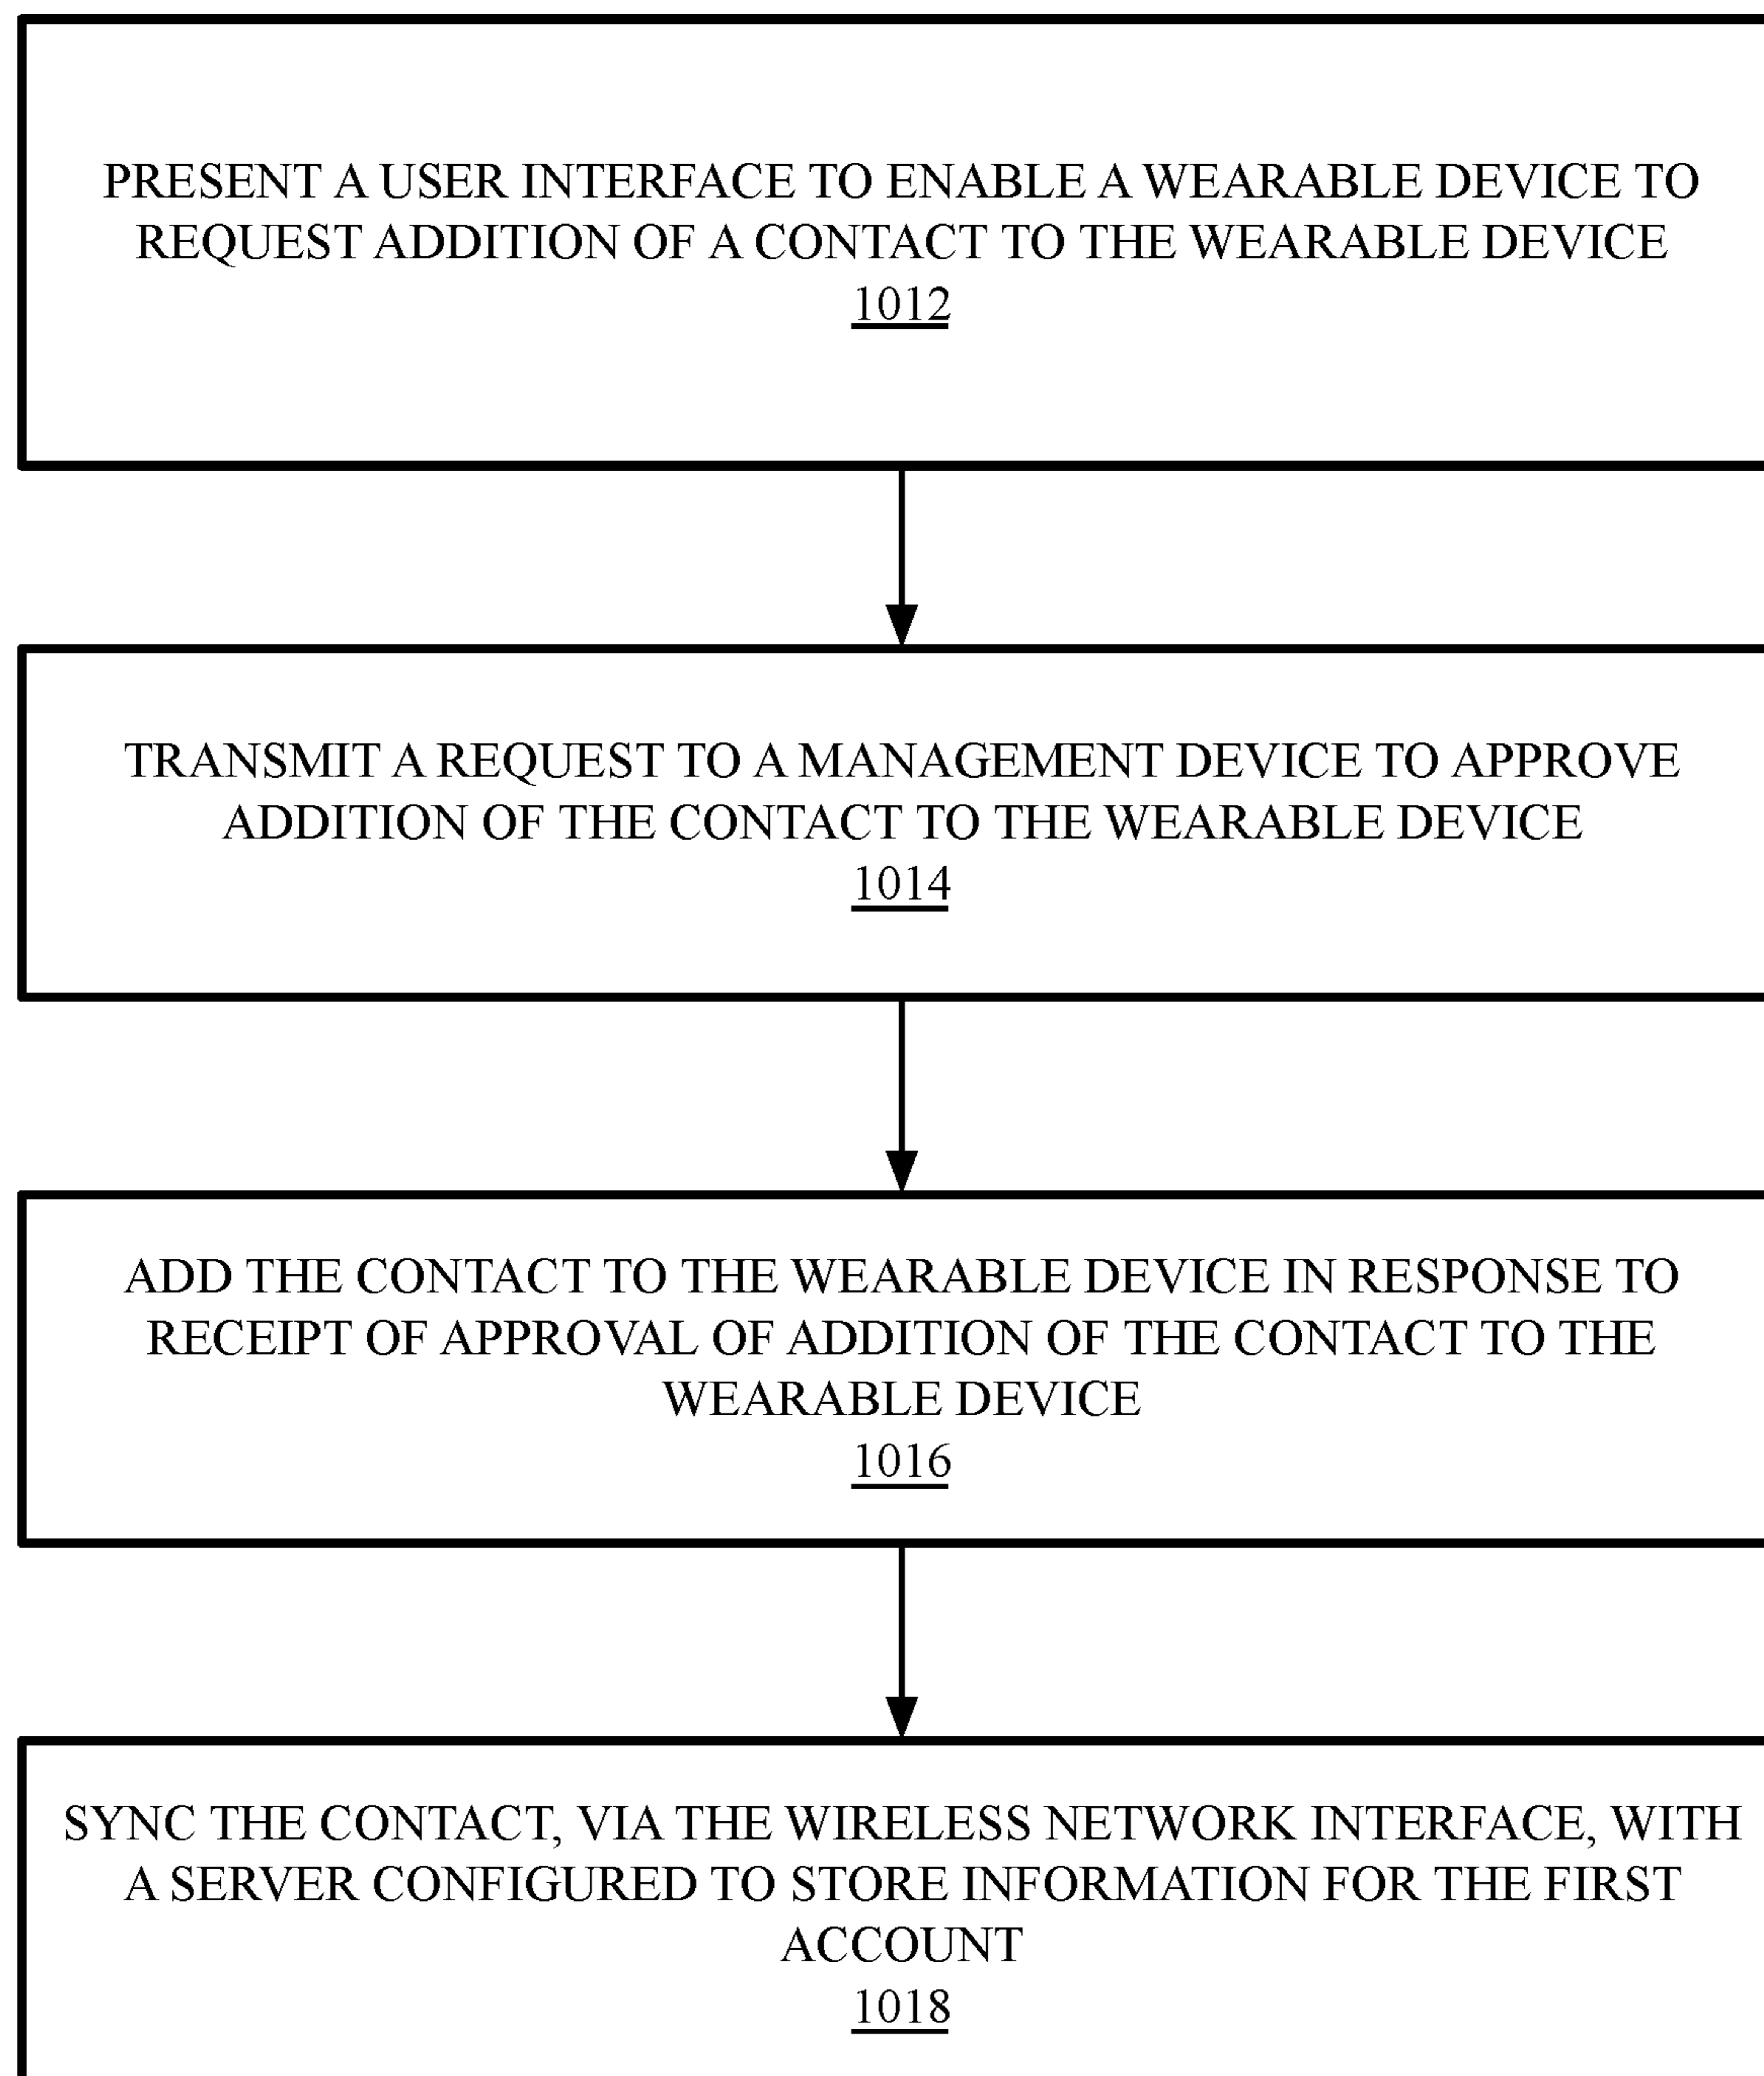 PRESENT A USER INTERFACE TO ENABLE A WEARABLE DEVICE TO
REQUEST ADDITION OF A CONTACT TO THE WEARABLE DEVICE
1012
TRANSMIT A REQUEST TO A MANAGEMENT DEVICE TO APPROVE
ADDITION OF THE CONTACT TO THE WEARABLE DEVICE
1014
ADD THE CONTACT TO THE WEARABLE DEVICE IN RESPONSE TO
RECEIPT OF APPROVAL OF ADDITION OF THE CONTACT TO THE
WEARABLE DEVICE
1016
SYNC THE CONTACT, VIA THE WIRELESS NETWORK INTERFACE, WITH
A SERVER CONFIGURED TO STORE INFORMATION FOR THE FIRST
ACCOUNT
1018